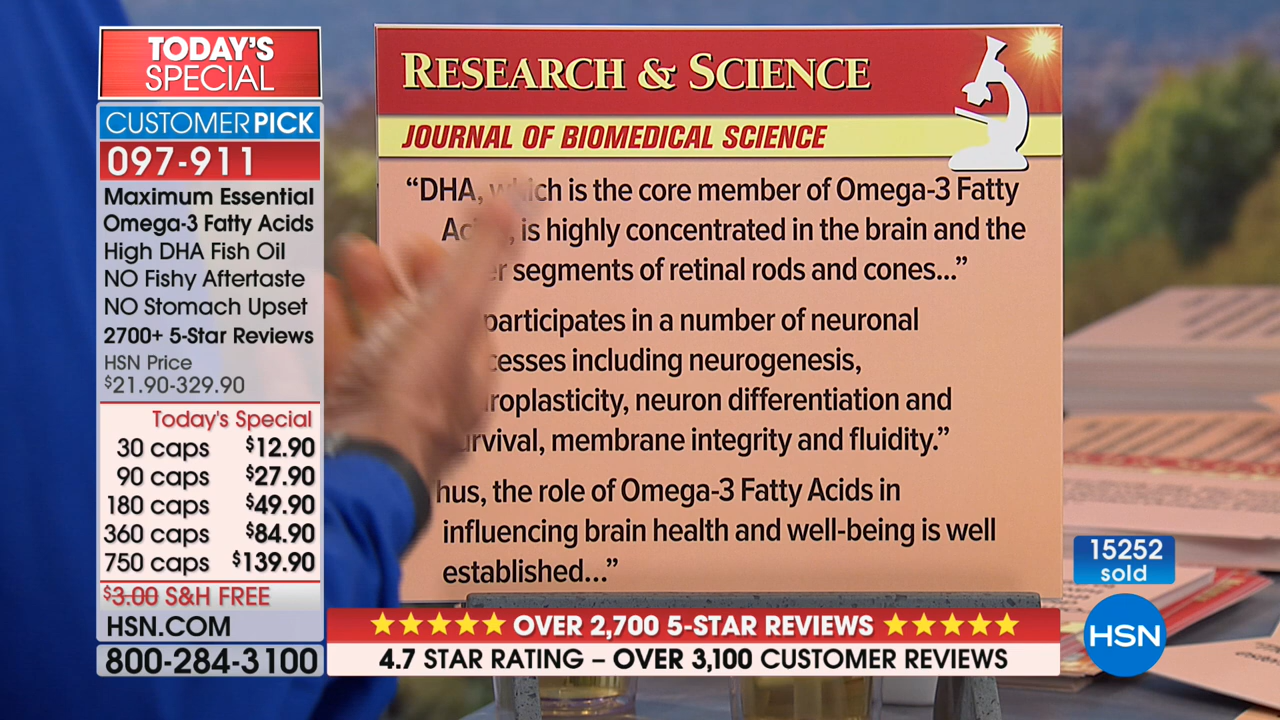 TODAY'S
SPECIAL
CUSTOMER PICK
097-911
Maximum Essential
Omega-3 Fatty Acids
High DHA Fish Oil
NO Fishy Aftertaste
NO Stomach Upset
2700+ 5-Star Reviews
HSN Price
$21.90-329.90
Today's Special
30 caps $12.90
90 caps $27.90
180 caps $49.90
360 caps $84.90
750 caps $139.90
$3.00 S&H FREE
HSN.COM
800-284-3100
RESEARCH & SCIENCE
JOURNAL OF BIOMEDICAL SCIENCE
“DHA, which is the core member of Omega-3 Fatty
is highly concentrated in the brain and the
segments of retinal rods and cones...”
participates in a number of neuronal
including neurogenesis,
neuron differentiation and
membrane integrity and fluidity.”
the role of Omega-3 Fatty Acids in
influencing brain health and well-being is well
established...”
15252
sold
HSN
OVER 2,700 5-STAR REVIEWS
4.7 STAR RATING – OVER 3,100 CUSTOMER REVIEWS